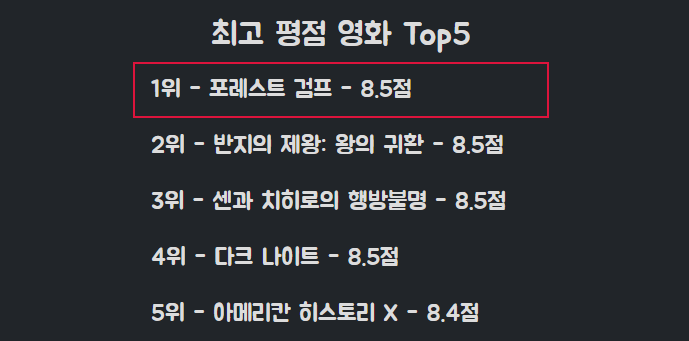 최고 평점 영화 Top5
1위 - 포레스트 검프 - 8.5점
2위 - 반지의 제왕: 왕의 귀환 - 8.5점
3위 - 센과 치히로의 행방불명 - 8.5점
4위 - 다크 나이트 - 8.5점
5위 - 아메리칸 히스토리 X - 8.4점